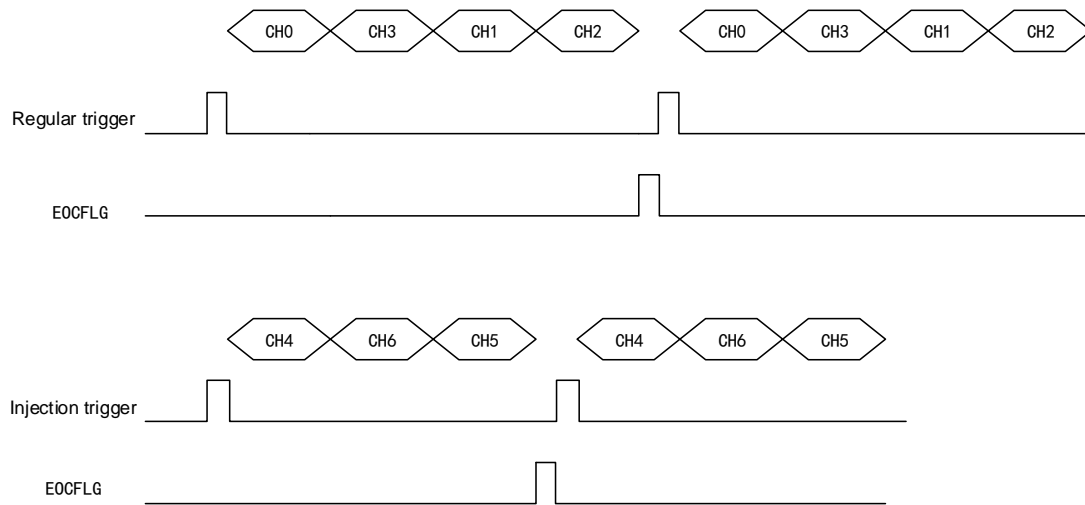 CH0 CH3 CH1 CH2 CH0 CH3 CH1 CH2
Regular trigger
EOCFLG
CH4 CH6 CH5 CH4 CH6 CH5
Injection trigger
EOCFLG